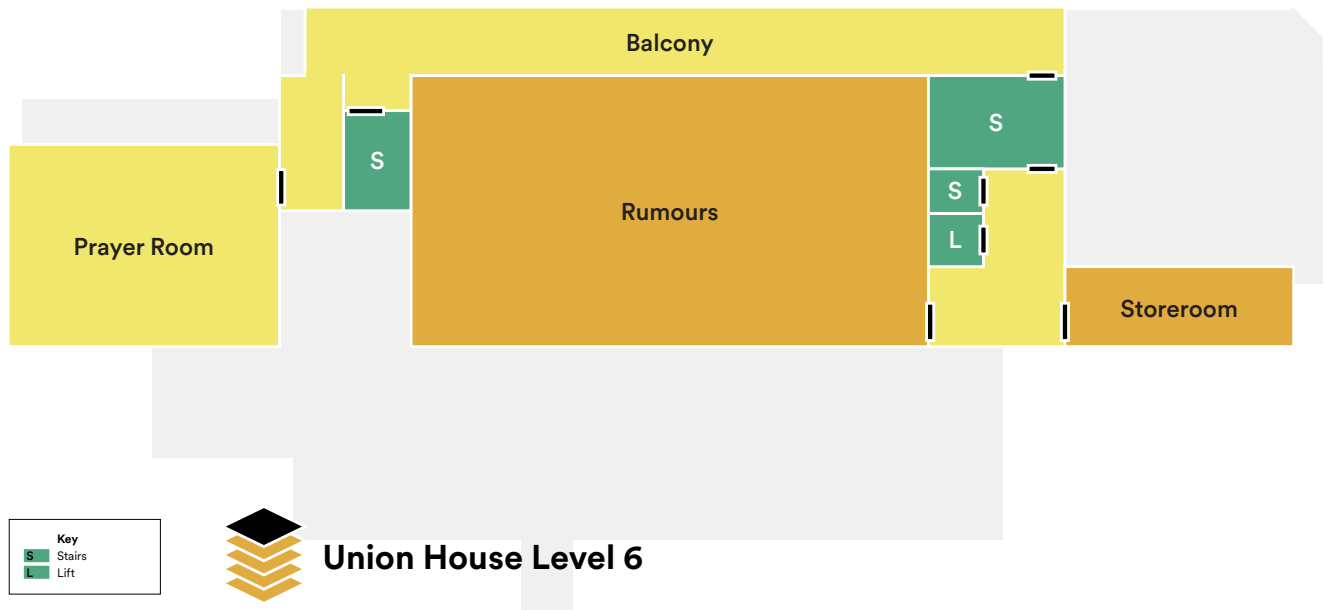 Balcony
S
S
S
Rumours
Prayer Room
L
Storeroom
Key
S Stairs
L Lift
Union House Level 6